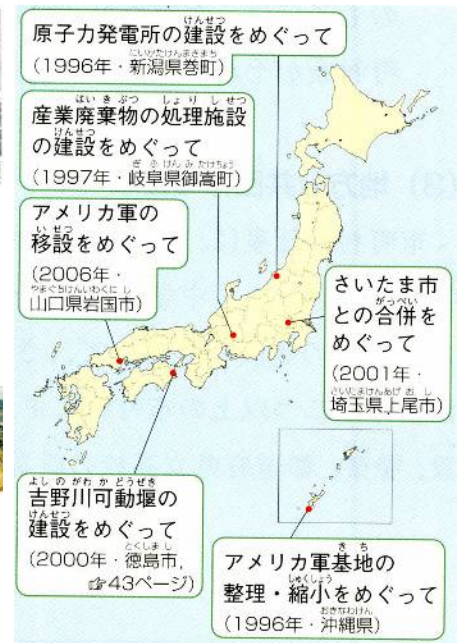 原子力発電所の建設をめぐって
(1996年・新潟県巻町)
産業廃棄物の処理施設
の建設をめぐって
(1997年・岐阜県御嵩町)
アメリカ軍の
移設をめぐって
(2006年・
山口県岩国市)
さいたま市
との合併を
めぐって
(2001年・
埼玉県上尾市)
吉野川可動堰の
建設をめぐって
(2000年・徳島市,
☞43ページ)
アメリカ軍基地の
整理・縮小をめぐって
(1996年・沖縄県)